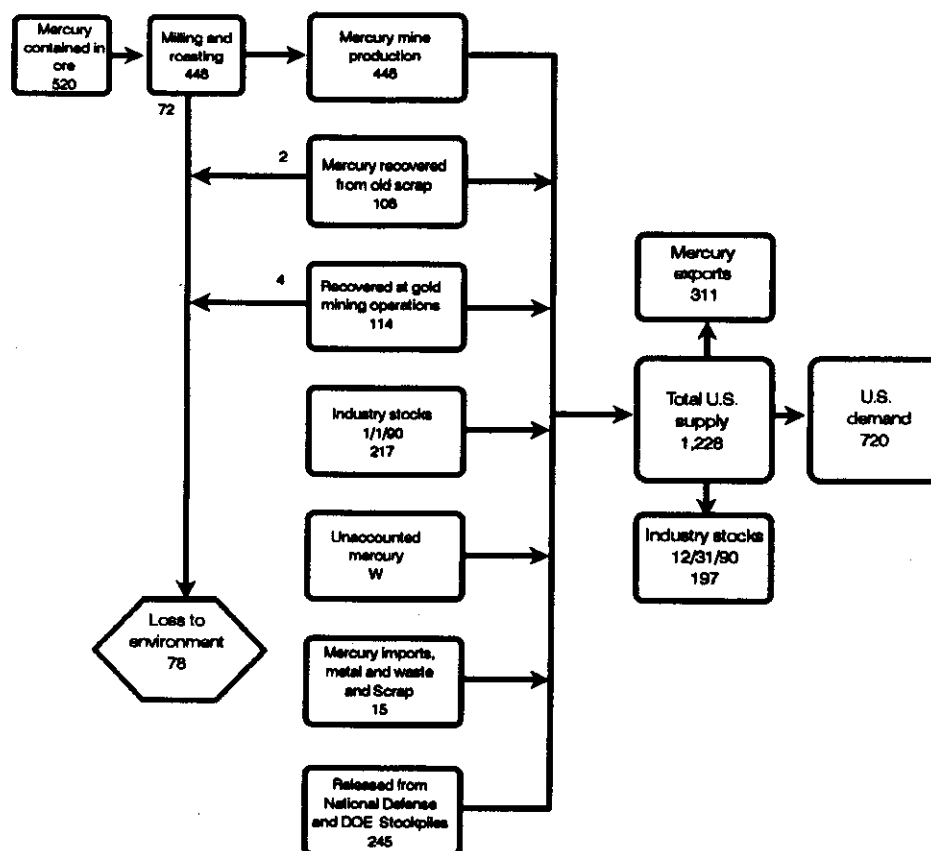 Mercury
contained in
ore
520
Milling and
roasting
448
Mercury mine
production
448
72
2
Mercury recovered
from old scrap
108
4
Recovered at gold
mining operations
114
Industry stocks
1/1/90
217
Unaccounted
mercury
W
Mercury imports,
metal and waste
and Scrap
15
Released from
National Defense
and DOE Stockpiles
245
Loss to
environment
78
Mercury
exports
311
Total U.S.
supply
1,228
U.S.
demand
720
Industry stocks
12/31/90
197